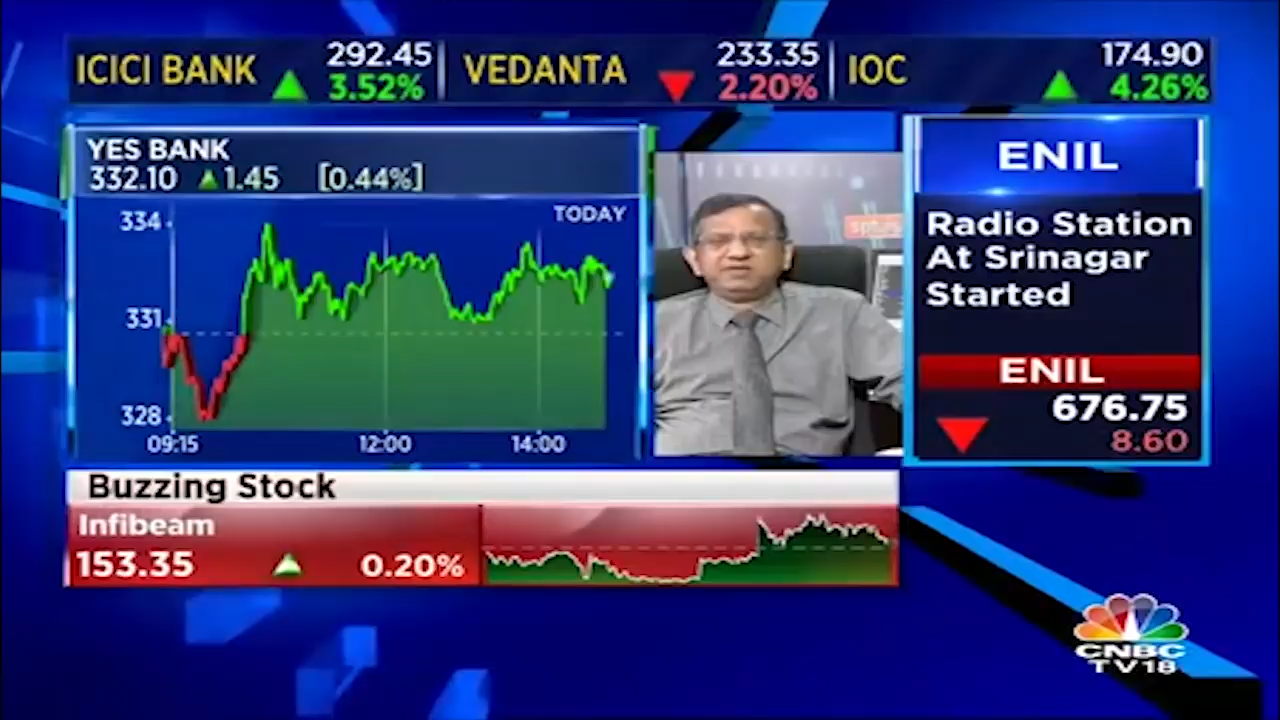 ICICI BANK 292.45 3.52%
VEDANTA 233.35 2.20%
IOC 174.90 4.26%
YES BANK
332.10 1.45 [0.44%]
TODAY
334
331
328
09:15 12:00 14:00
ENIL
Radio Station
At Srinagar
Started
ENIL
676.75
8.60
Buzzing Stock
Infibeam
153.35 0.20%
CNBC
TV18